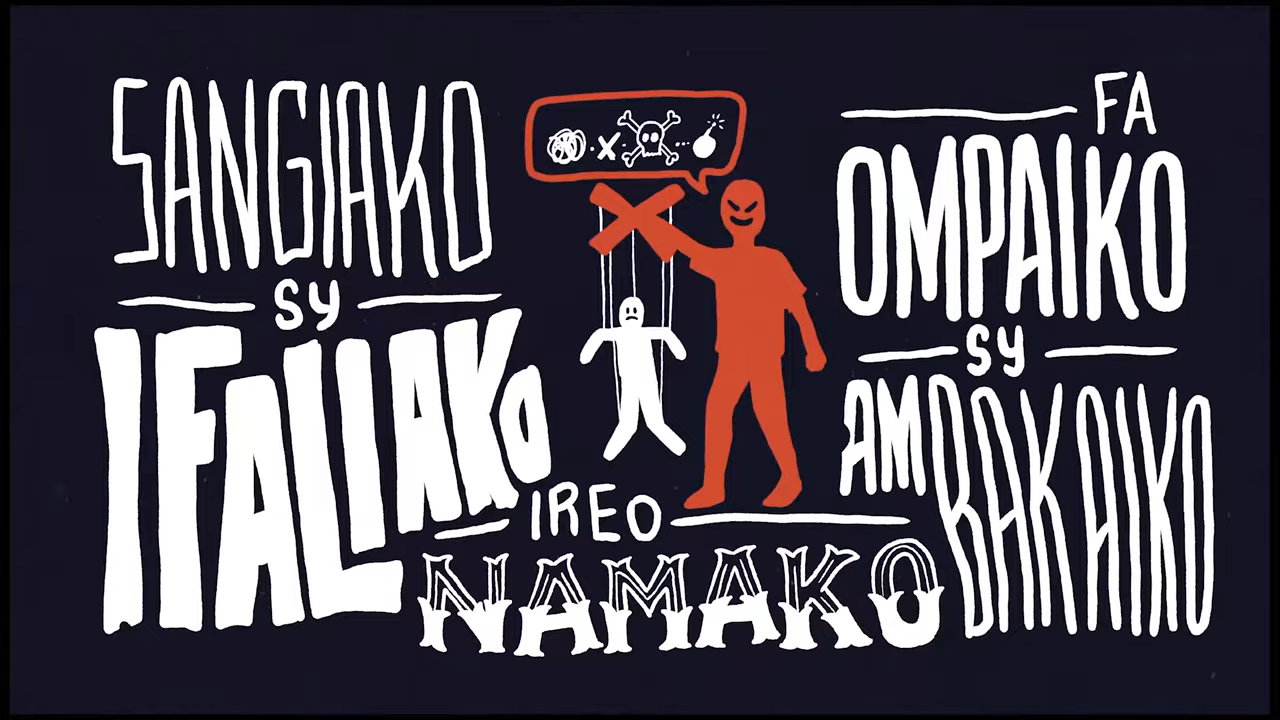 SANGIAKO
SY
IFALIAKO
IREO
NAMAKO
FA
OMPAIKO
SY
AMBAKAIKO